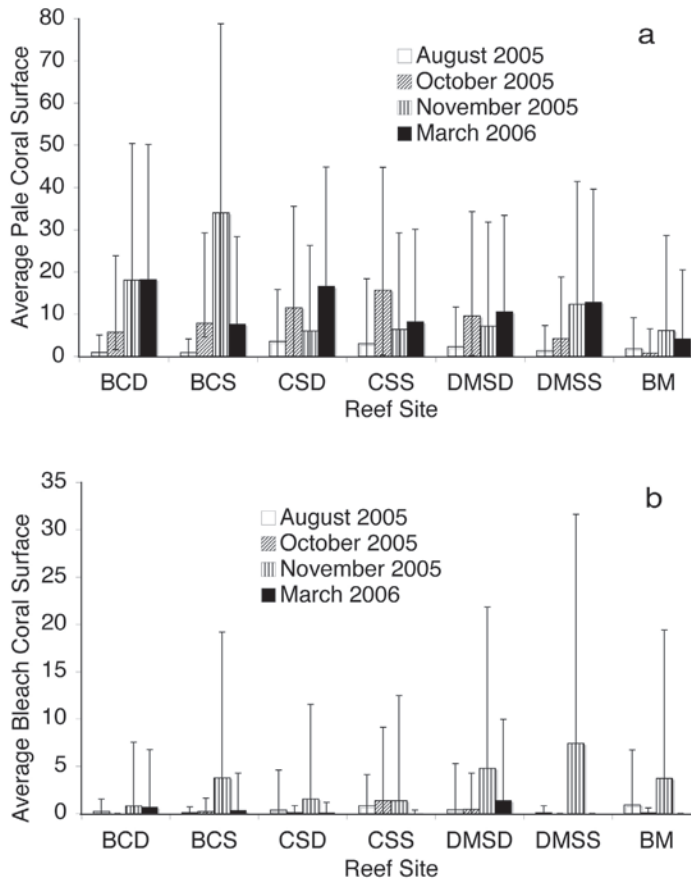 a
80
70
60
50
40
30
20
10
0
Average Pale Coral Surface
August 2005
October 2005
November 2005
March 2006
BCD BCS CSD CSS DMSD DMSS BM
Reef Site
b
35
30
25
20
15
10
5
0
Average Bleach Coral Surface
August 2005
October 2005
November 2005
March 2006
BCD BCS CSD CSS DMSD DMSS BM
Reef Site